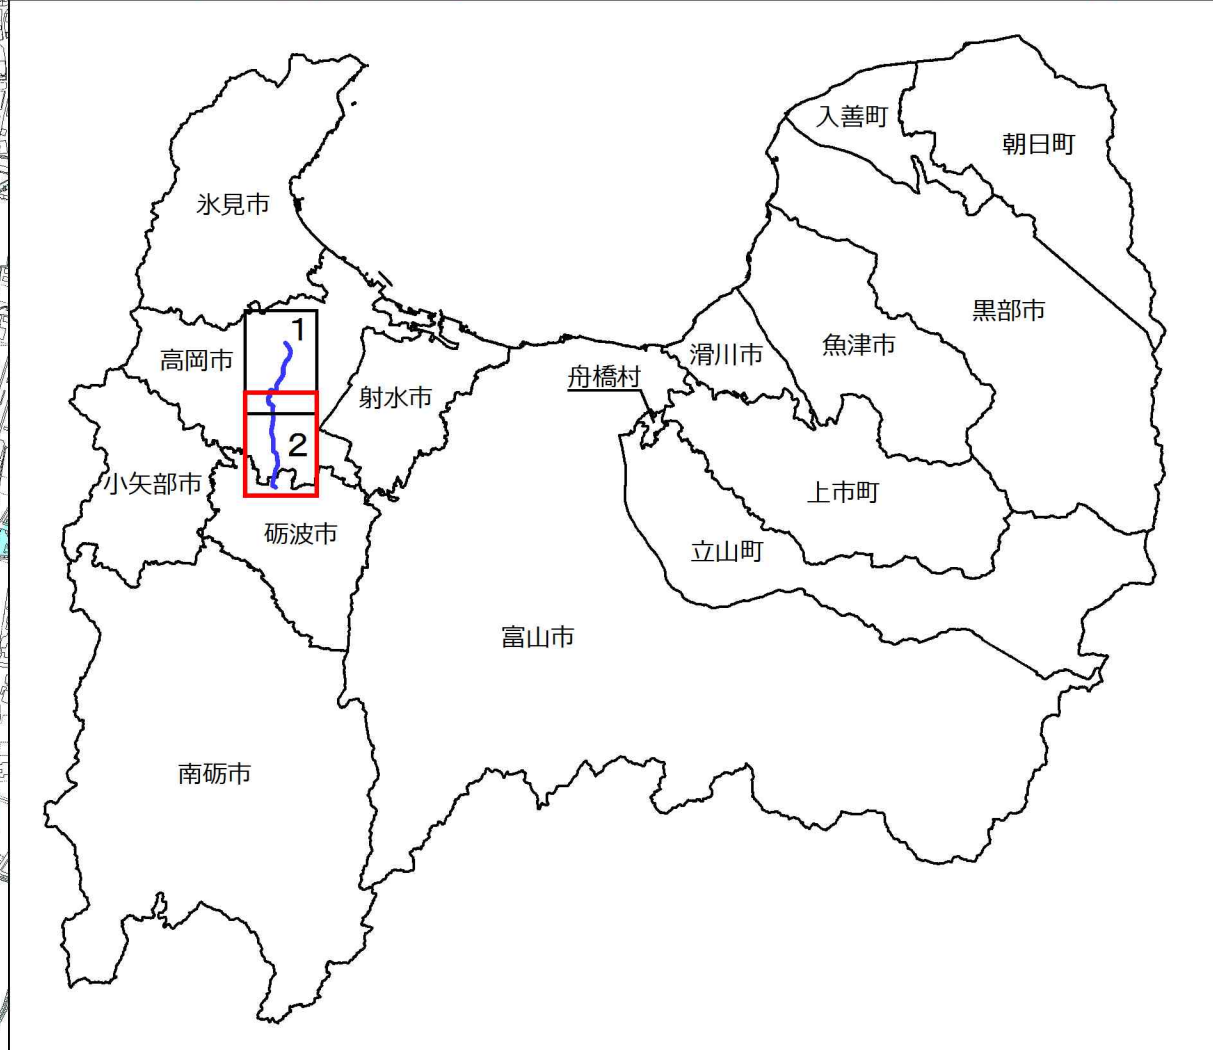 入善町
朝日町
氷見市
黒部市
1
魚津市
滑川市
高岡市
舟橋村
射水市
2
小矢部市
上市町
砺波市
立山町
富山市
南砺市